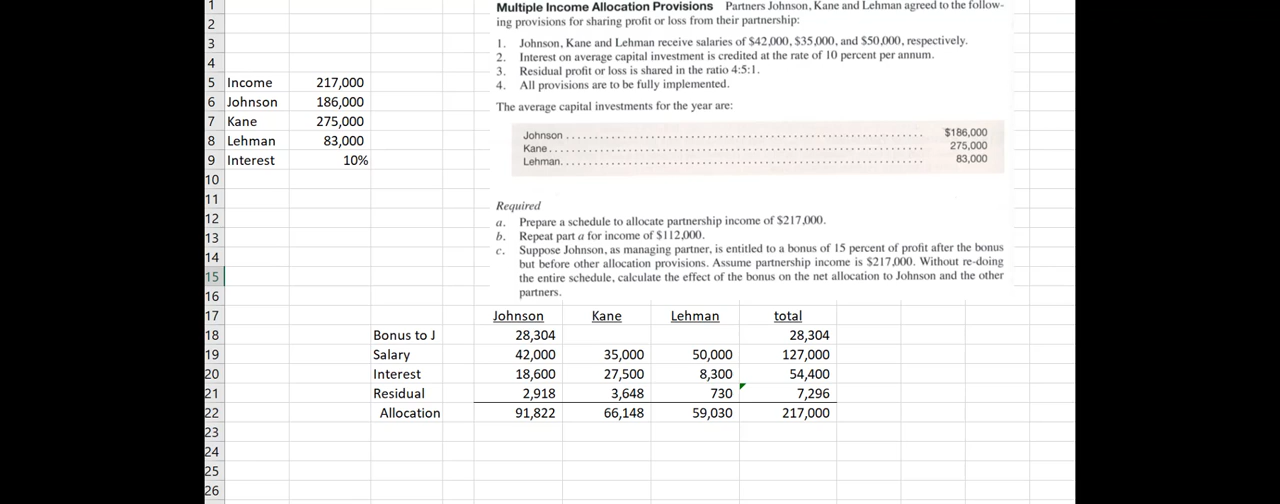 1
2
3
4
5 Income 217,000
6 Johnson 186,000
7 Kane 275,000
8 Lehman 83,000
9 Interest 10%
10
11
12
13
14
15
16
Multiple Income Allocation Provisions Partners Johnson, Kane and Lehman agreed to the follow-
ing provisions for sharing profit or loss from their partnership:
1. Johnson, Kane and Lehman receive salaries of $42,000, $35,000, and $50,000, respectively.
2. Interest on average capital investment is credited at the rate of 10 percent per annum.
3. Residual profit or loss is shared in the ratio 4:5:1.
4. All provisions are to be fully implemented.
The average capital investments for the year are:
Johnson . . . . . $186,000
Kane . . . . . 275,000
Lehman . . . . . 83,000
Required
a. Prepare a schedule to allocate partnership income of $217,000.
b. Repeat part a for income of $112,000.
c. Suppose Johnson, as managing partner, is entitled to a bonus of 15 percent of profit after the bonus
but before other allocation provisions. Assume partnership income is $217,000. Without re-doing
the entire schedule, calculate the effect of the bonus on the net allocation to Johnson and the other
partners.
17 Johnson Kane Lehman total
18 Bonus to J 28,304 28,304
19 Salary 42,000 35,000 50,000 127,000
20 Interest 18,600 27,500 8,300 54,400
21 Residual 2,918 3,648 730 7,296
22 Allocation 91,822 66,148 59,030 217,000
23
24
25
26